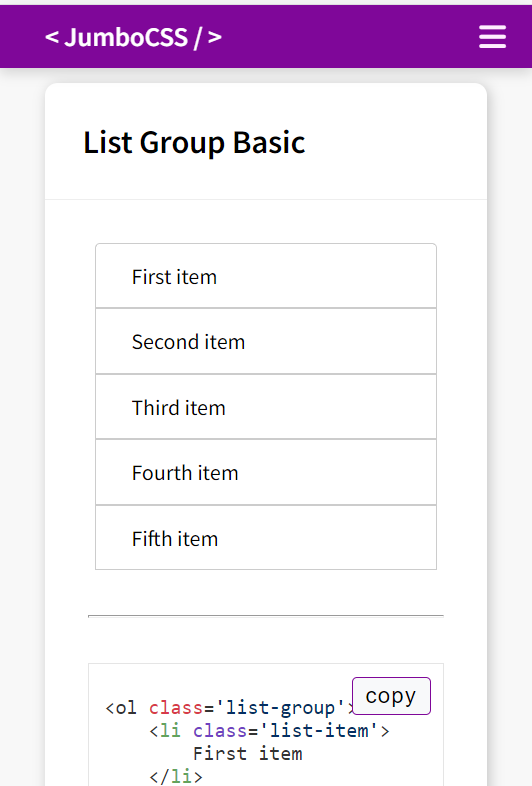 < JumboCSS / >
List Group Basic
First item
Second item
Third item
Fourth item
Fifth item
copy
<ol class='list-group'>
    <li class='list-item'>
        First item
    </li>